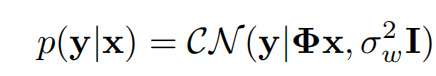 p(y|x) = 𝒞𝒩(y|Φx, σ_w^2 I)